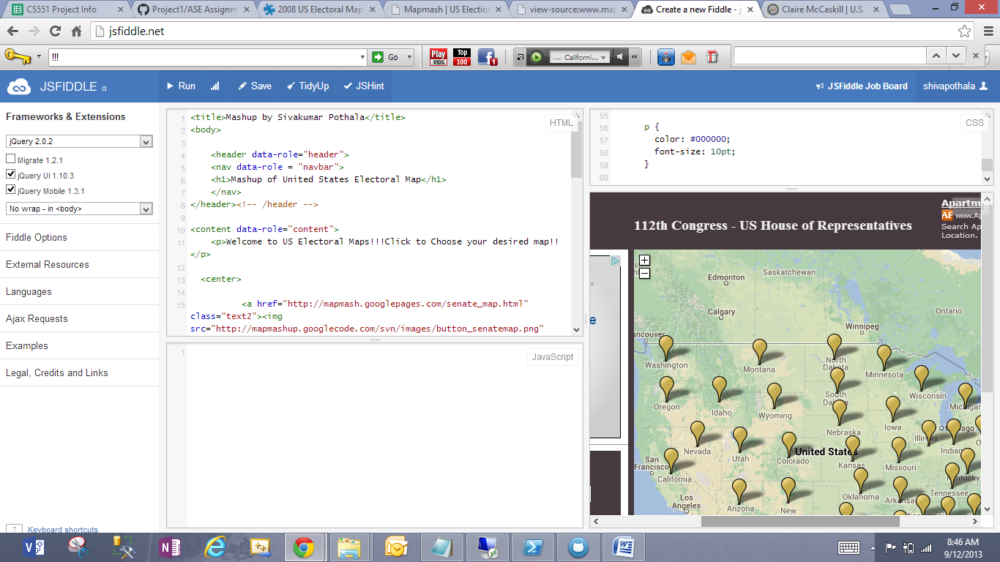 CS551 Project Info
Project1/ASE Assignm
2008 US Electoral Map
Mapmash | US Election
view-source:www.map
Create a new Fiddle - j
Claire McCaskill | U.S.
jsfiddle.net
!!!
Go
Play VIDS
Top 100
1
..... Californi...
JSFIDDLE α
Run
Save
TidyUp
JSHint
JSFiddle Job Board
shivapothala
Frameworks & Extensions
jQuery 2.0.2
Migrate 1.2.1
jQuery UI 1.10.3
jQuery Mobile 1.3.1
No wrap - in <body>
Fiddle Options
External Resources
Languages
Ajax Requests
Examples
Legal, Credits and Links
? Keyboard shortcuts
HTML
1 <title>Mashup by Sivakumar Pothala</title>
2 <body>
3
4 <header data-role="header">
5 <nav data-role = "navbar">
6 <h1>Mashup of United States Electoral Map</h1>
7 </nav>
8 </header><!-- /header -->
9
10 <content data-role="content">
11 <p>Welcome to US Electoral Maps!!!Click to Choose your desired map!!
</p>
12
13 <center>
14
15 <a href="http://mapmash.googlepages.com/senate_map.html"
class="text2"><img
src="http://mapmashup.googlecode.com/svn/images/button_senatemap.png"
JavaScript
1
CSS
55
56 p {
57 color: #000000;
58 font-size: 10pt;
59 }
60
112th Congress - US House of Representatives
Apartm
AF www.Ap
Search Ap
Location.
e
+
−
Edmonton
Saskatchewan
Calgary
Ontario
Winnipeg
ancouver
Washington
Montana
North Dakota
Minnesota
Oregon
Idaho
Wyoming
South Dakota
Wisconsin
Michigan
Nebraska
Iowa
Illinois
Chicago
Indian
O
Nevada
Utah
Colorado
United States
Kansas
Missouri
Kentucky
San Francisco
California
Los Angeles
Arizona
New
Oklahoma
Arkansas
Tennessee
8:46 AM
9/12/2013